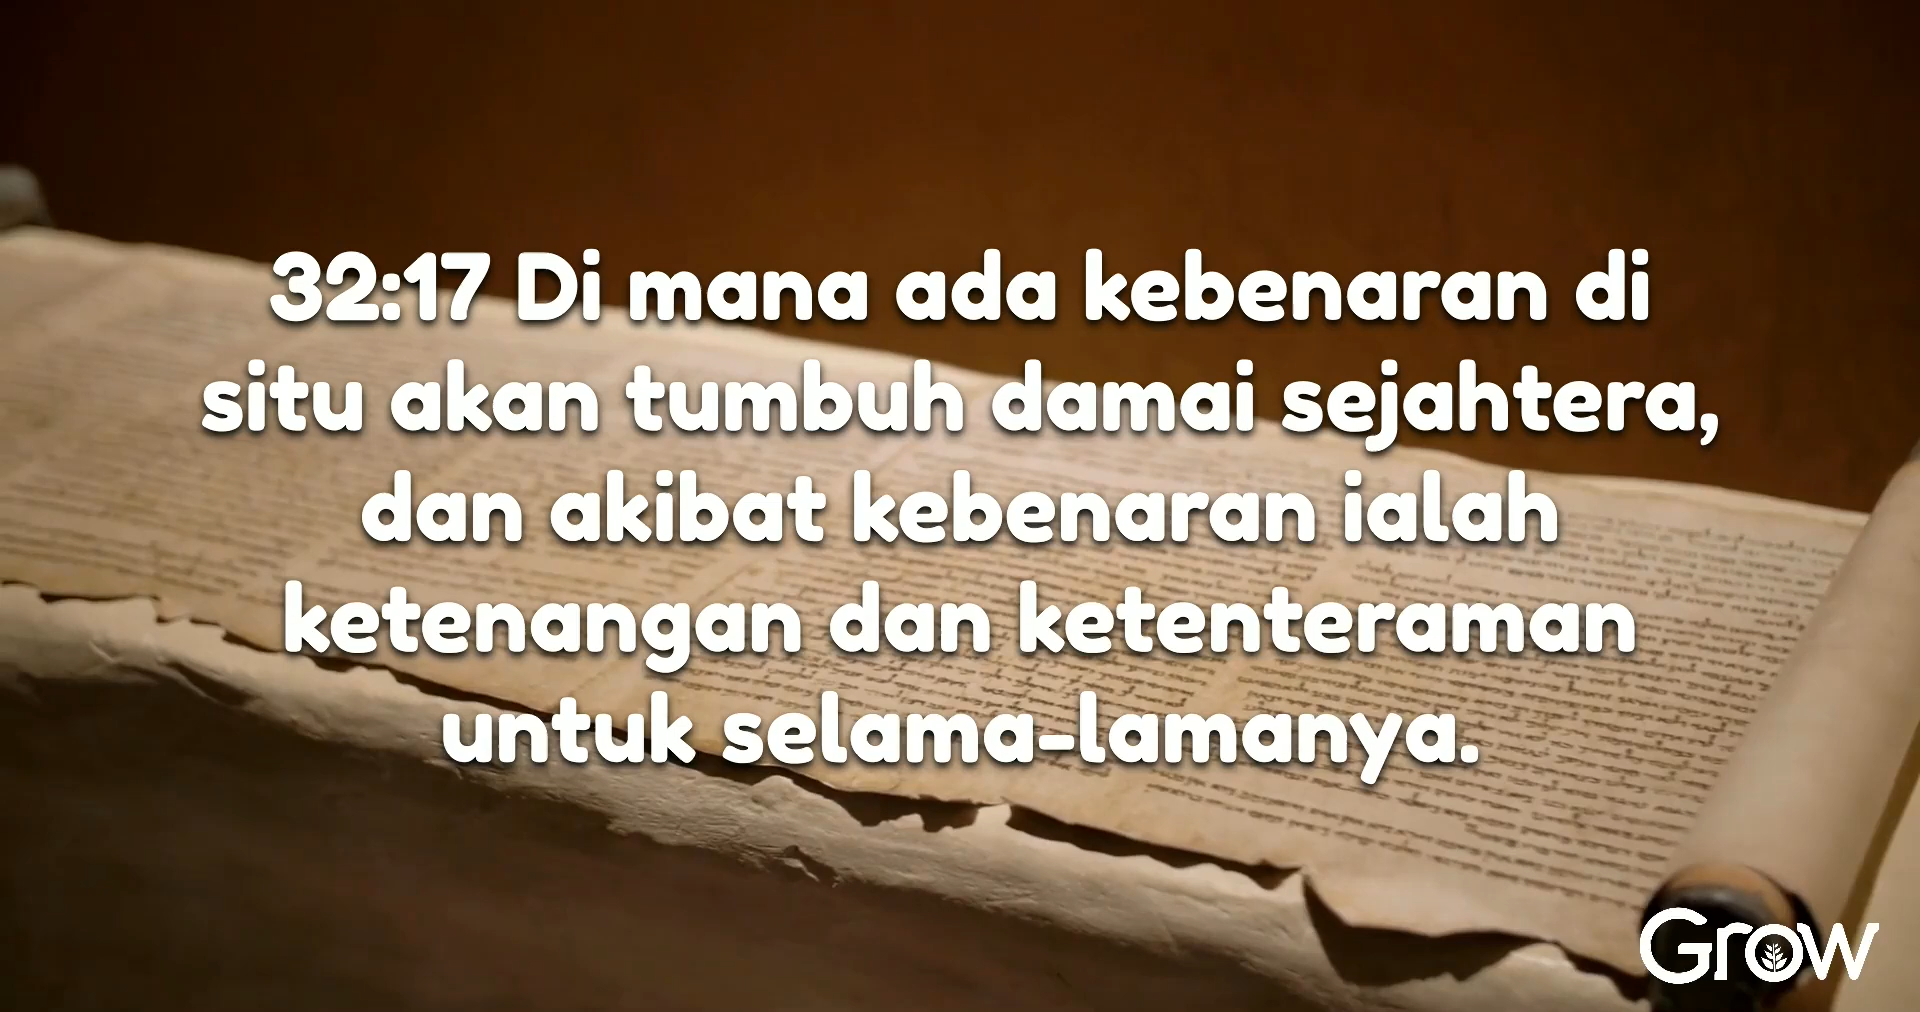 32:17 Di mana ada kebenaran di
situ akan tumbuh damai sejahtera,
dan akibat kebenaran ialah
ketenangan dan ketenteraman
untuk selama-lamanya.
Grow